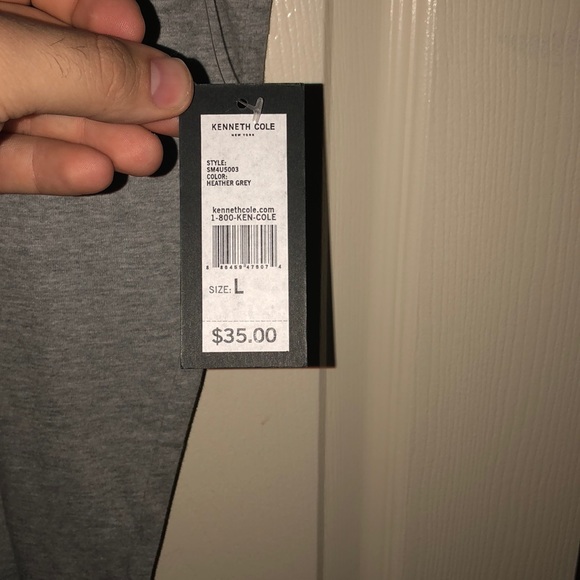 KENNETH COLE
NEW YORK
STYLE:
SM4U5003
COLOR:
HEATHER GREY
kennethcole.com
1-800-KEN-COLE
SIZE: L
$35.00